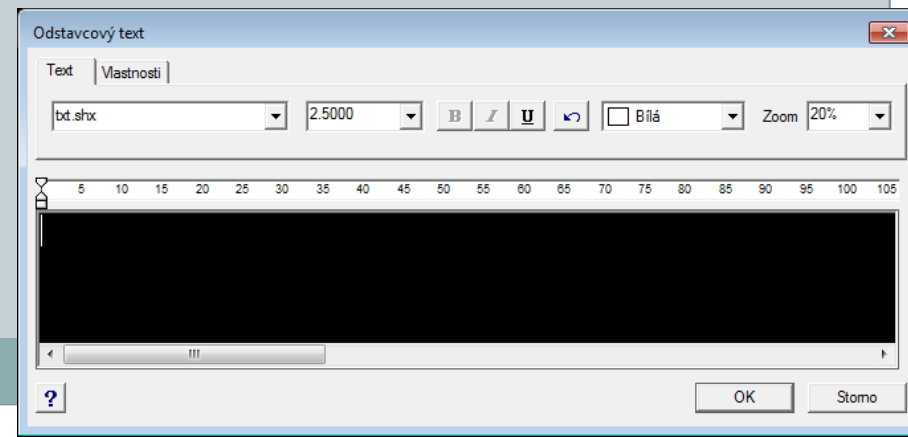 Odstavcový text
Text Vlastnosti
txt.shx 2.5000 B I U Bílá Zoom 20%
5 10 15 20 25 30 35 40 45 50 55 60 65 70 75 80 85 90 95 100 105
? OK Storno